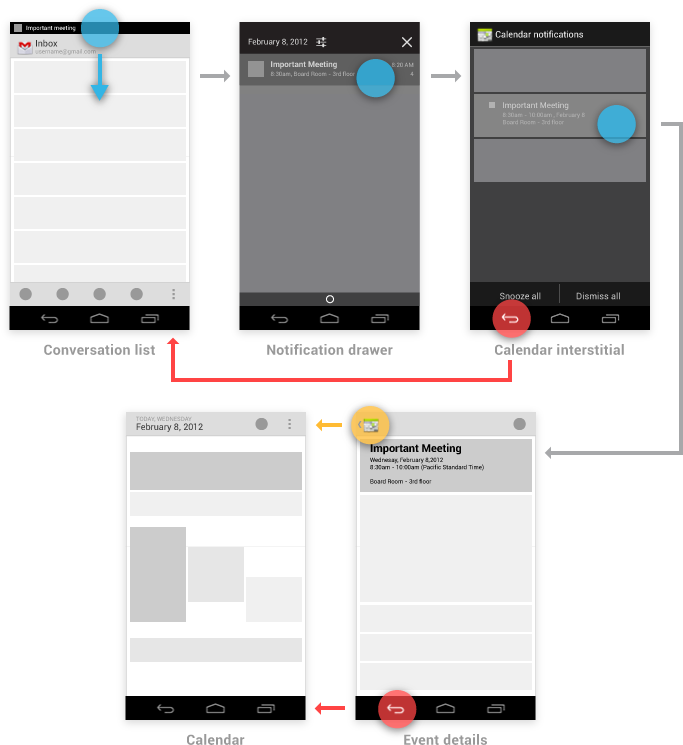 Important meeting
Inbox
username@gmail.com
Conversation list
February 8, 2012
Important Meeting
8:20 AM
8:30am, Board Room - 3rd floor
4
Notification drawer
Calendar notifications
Important Meeting
8:30am - 10:00am, February 8
Board Room - 3rd floor
Snooze all
Dismiss all
Calendar interstitial
TODAY, WEDNESDAY
February 8, 2012
Calendar
Important Meeting
Wednesay, February 8,2012
8:30am - 10:00am (Pacific Standard Time)
Board Room - 3rd floor
Event details